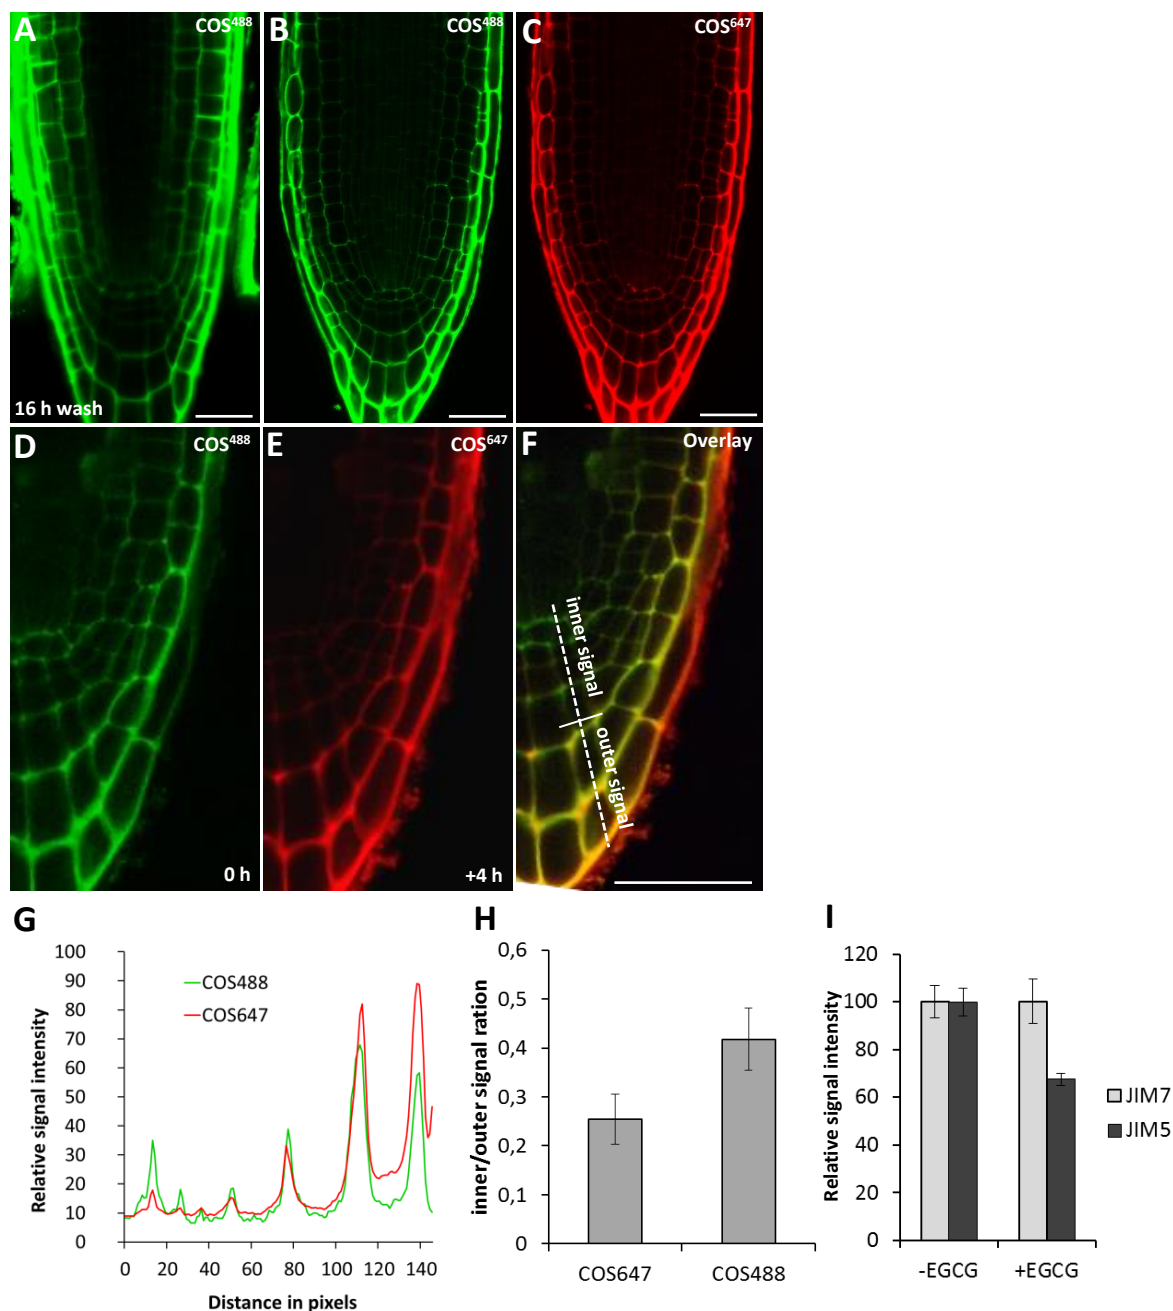 A COS⁴⁸⁸
B COS⁴⁸⁸
C COS⁶⁴⁷
16 h wash
D COS⁴⁸⁸
E COS⁶⁴⁷
F Overlay
inner signal
outer signal
0 h
+4 h
G
100
90
80
70
60
50
40
30
20
10
0
COS488
COS647
Relative signal intensity
0 20 40 60 80 100 120 140
Distance in pixels
H
0,6
0,5
0,4
0,3
0,2
0,1
0
inner/outer signal ration
COS647 COS488
I
120
100
80
60
40
20
0
Relative signal intensity
-EGCG +EGCG
JIM7
JIM5